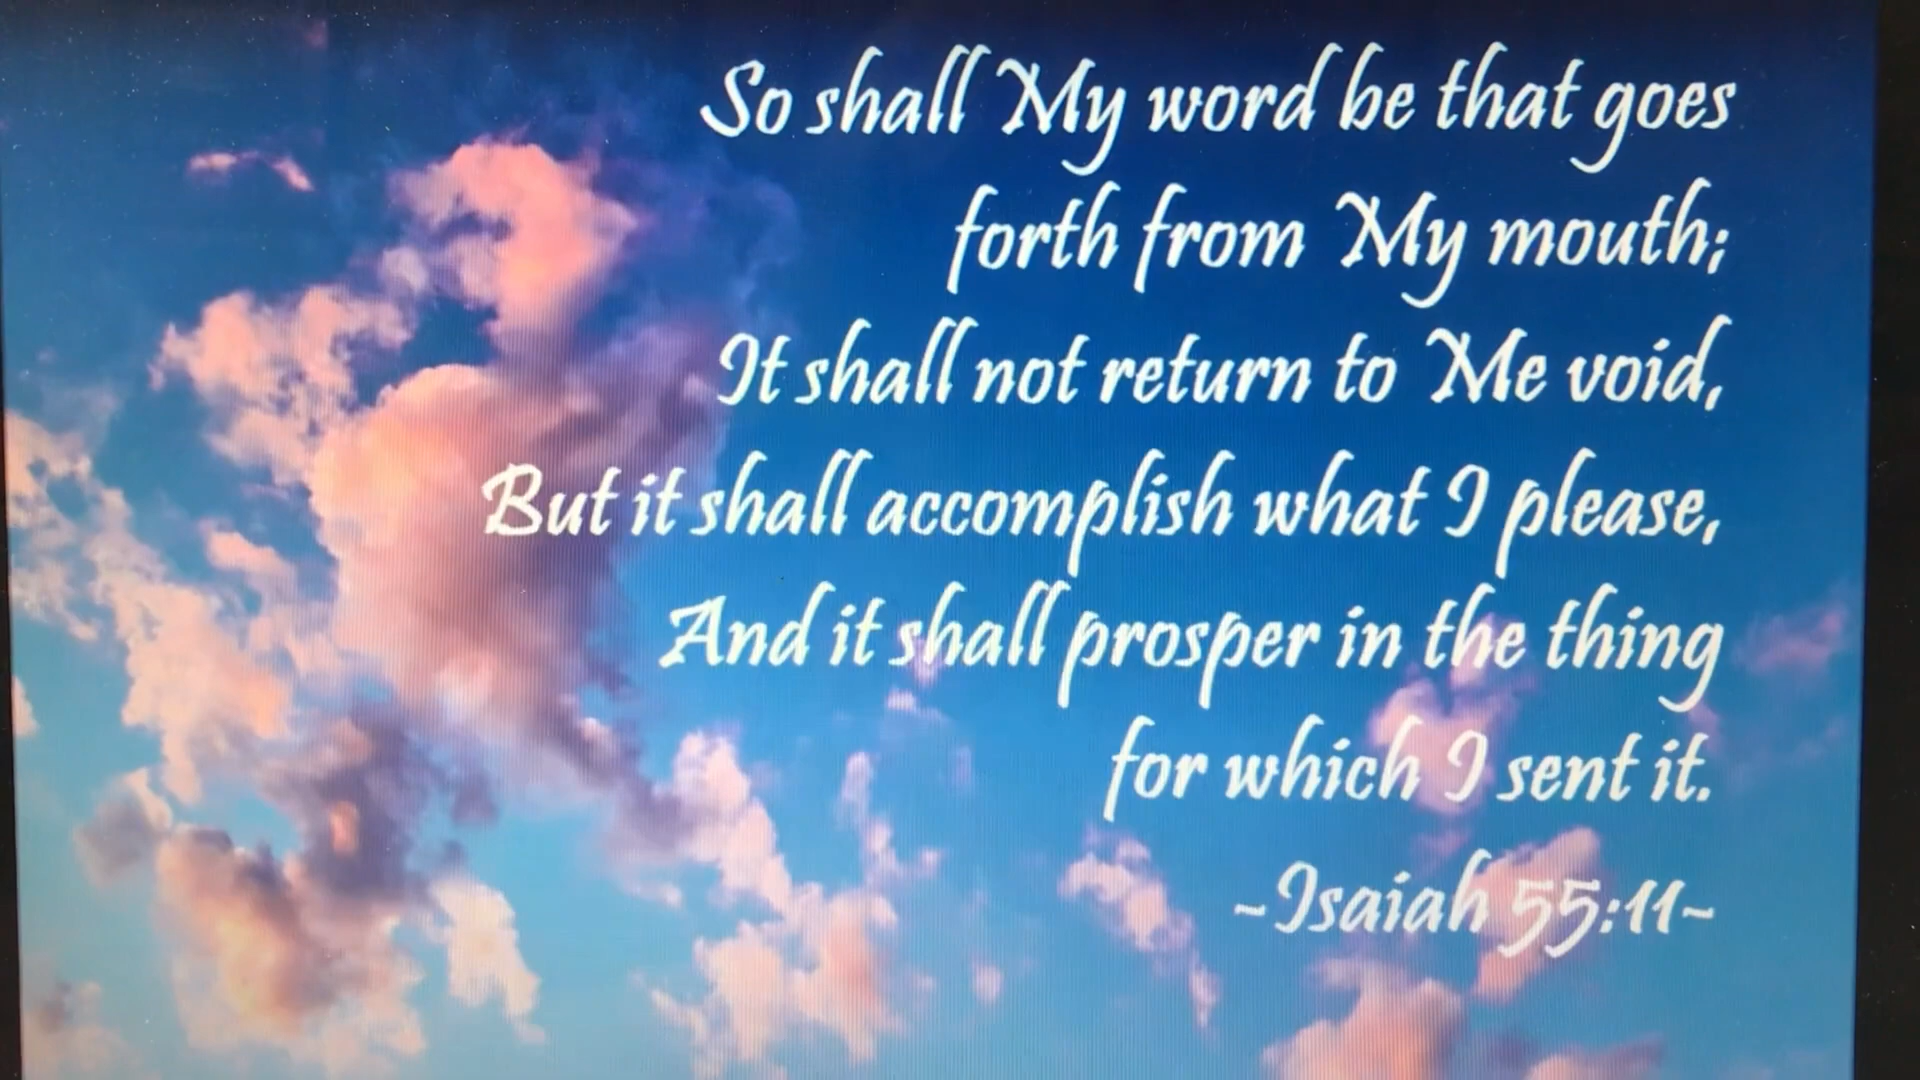 So shall My word be that goes
forth from My mouth;
It shall not return to Me void,
But it shall accomplish what I please,
And it shall prosper in the thing
for which I sent it.
~Isaiah 55:11~